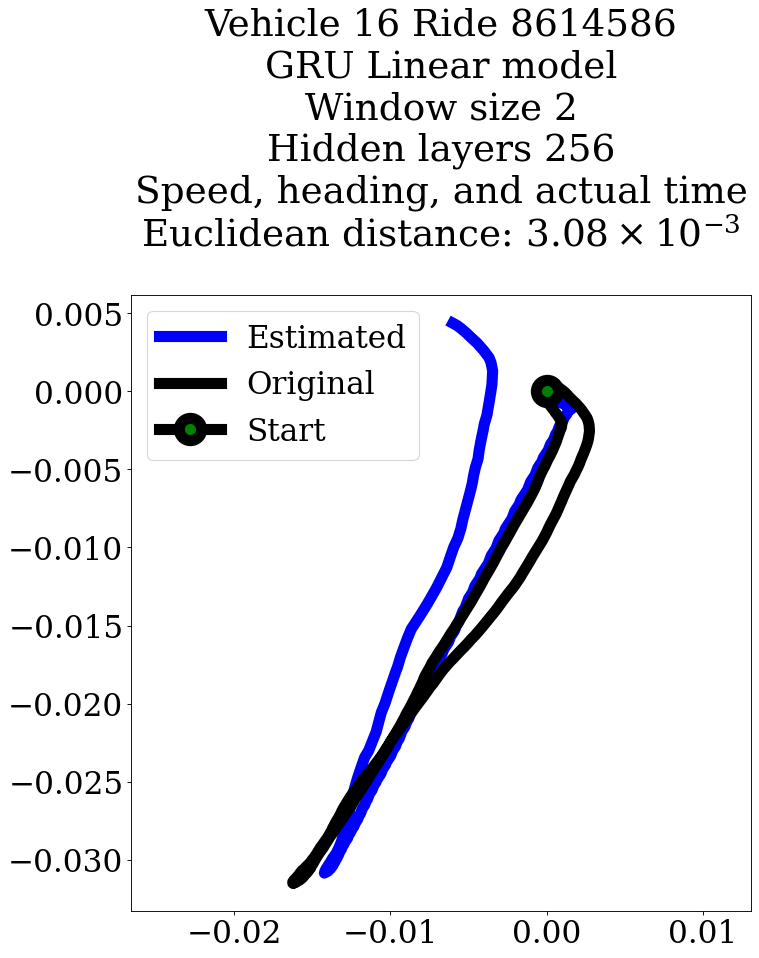 Vehicle 16 Ride 8614586
GRU Linear model
Window size 2
Hidden layers 256
Speed, heading, and actual time
Euclidean distance: 3.08 × 10⁻³
Estimated
Original
Start
0.005
0.000
−0.005
−0.010
−0.015
−0.020
−0.025
−0.030
−0.02 −0.01 0.00 0.01